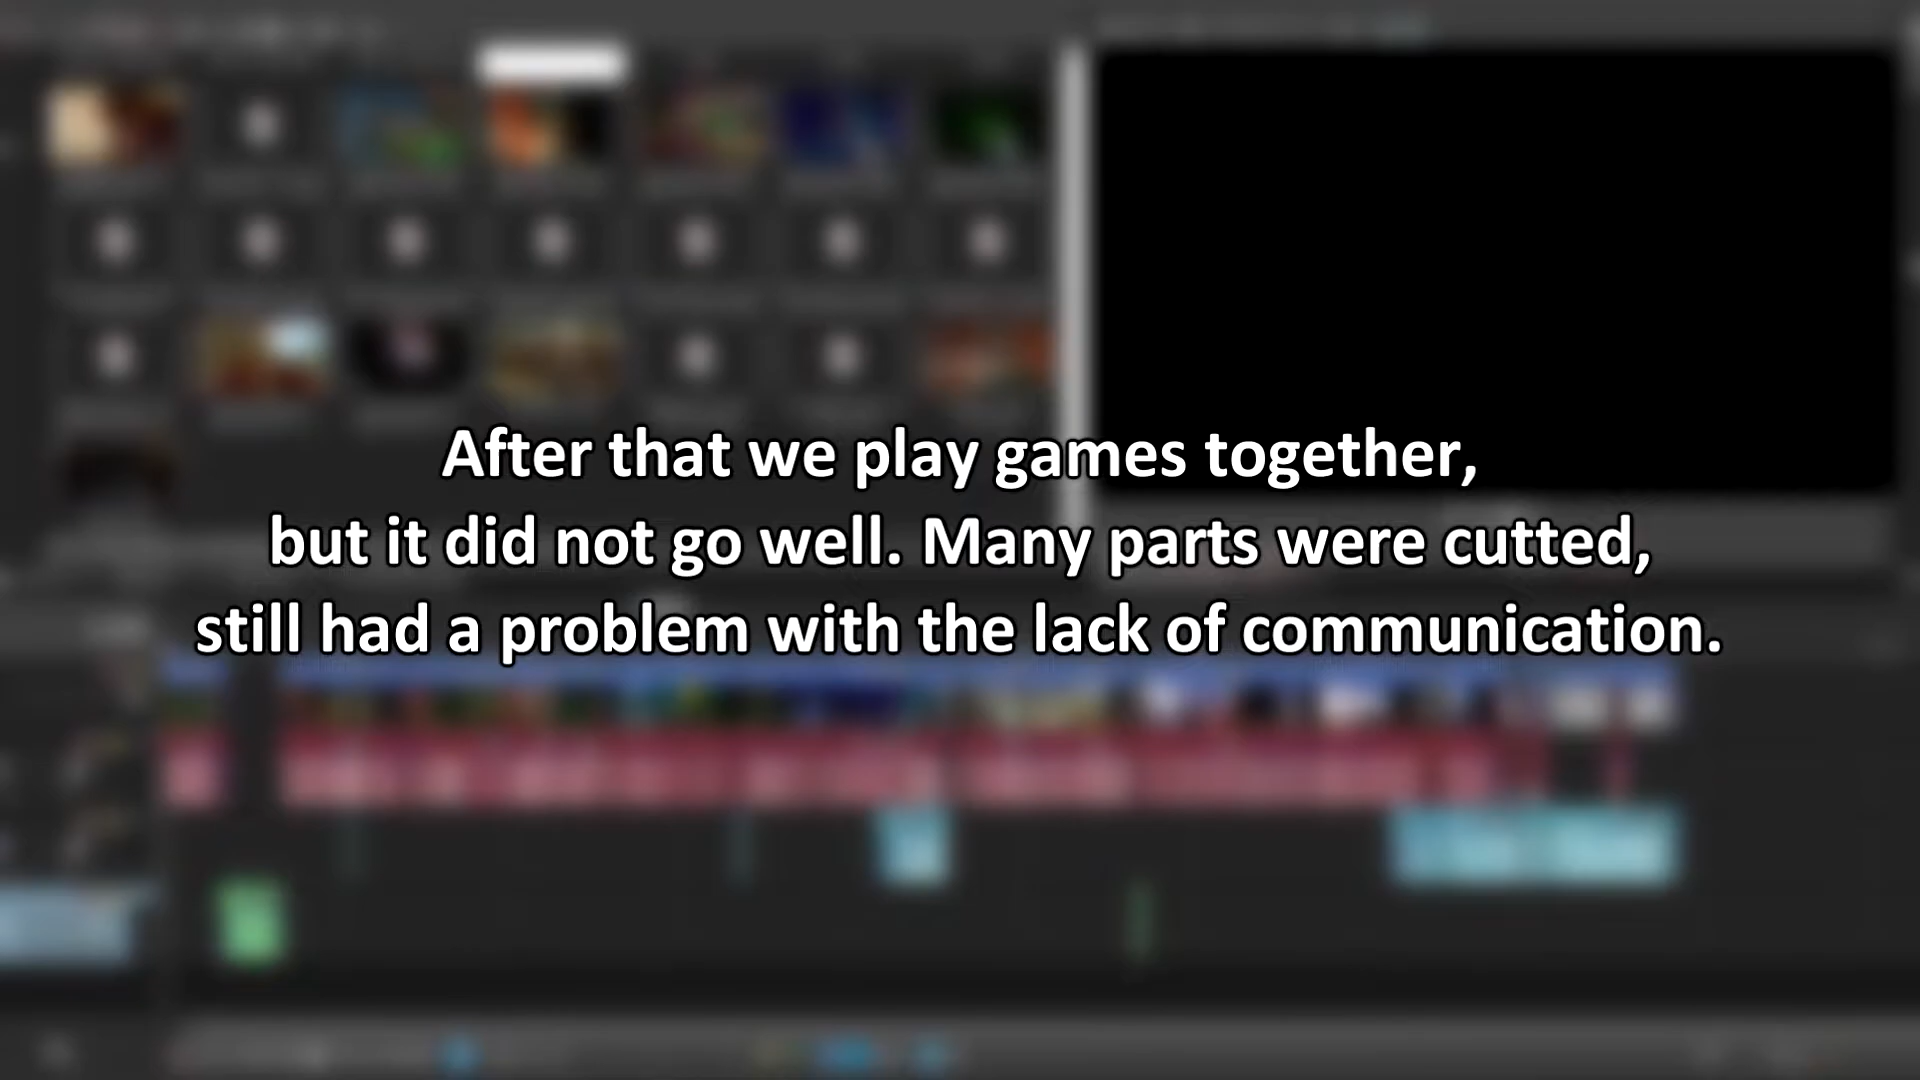 After that we play games together,
but it did not go well. Many parts were cutted,
still had a problem with the lack of communication.